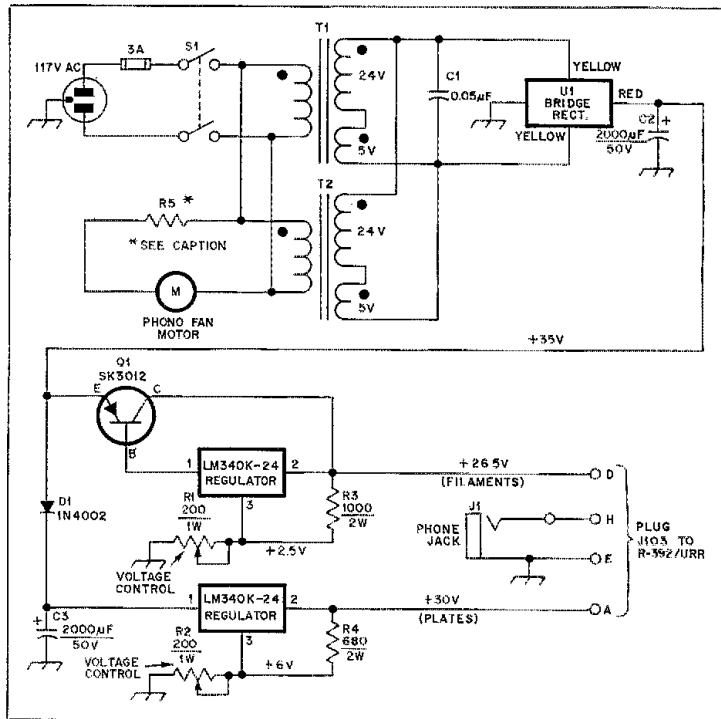 T1
117V AC
3A
S1
24V
5V
C1
0.05µF
YELLOW
U1
BRIDGE
RECT.
RED
YELLOW
C2
+
2000µF
50V
T2
R5 *
* SEE CAPTION
M
PHONO FAN
MOTOR
24V
5V
+35V
Q1
SK3012
E
C
B
D1
1N4002
1
LM340K-24
REGULATOR
2
3
R1
200
1W
+2.5V
VOLTAGE
CONTROL
R3
1000
2W
+26.5V
(FILAMENTS)
D
J1
PHONE
JACK
H
E
PLUG
J103 TO
R-392/URR
1
LM340K-24
REGULATOR
2
3
+30V
(PLATES)
A
+
C3
2000µF
50V
R2
200
1W
+6V
VOLTAGE
CONTROL
R4
680
2W